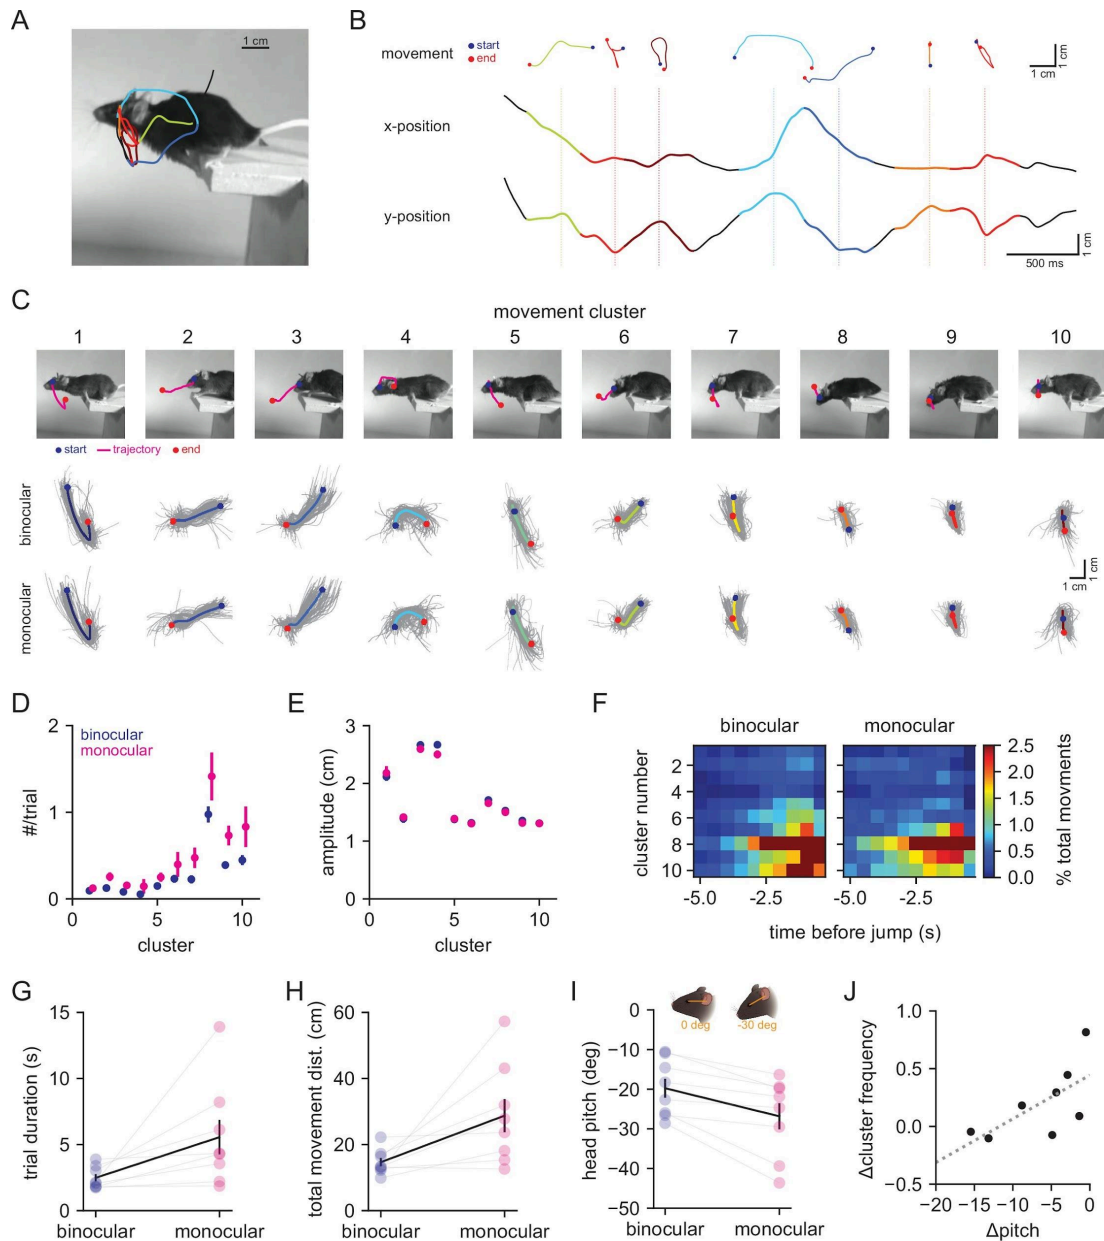 A
1 cm
B
movement
start
end
1 cm
1 cm
x-position
y-position
500 ms
1 cm
C
movement cluster
1 2 3 4 5 6 7 8 9 10
start trajectory end
binocular
monocular
1 cm
1 cm
D
binocular
monocular
#/trial
2
1
0
0 5 10
cluster
E
amplitude (cm)
3
2
1
0
0 5 10
cluster
F
binocular monocular
cluster number
2
4
6
8
10
-5.0 -2.5
-5.0 -2.5
time before jump (s)
2.5
2.0
1.5
1.0
0.5
0.0
% total movments
G
trial duration (s)
15
10
5
0
binocular monocular
H
total movement dist. (cm)
60
40
20
0
binocular monocular
I
head pitch (deg)
0
−10
−20
−30
−40
−50
0 deg -30 deg
binocular monocular
J
Δcluster frequency
1.0
0.5
0.0
−0.5
−20 −15 −10 −5 0
Δpitch